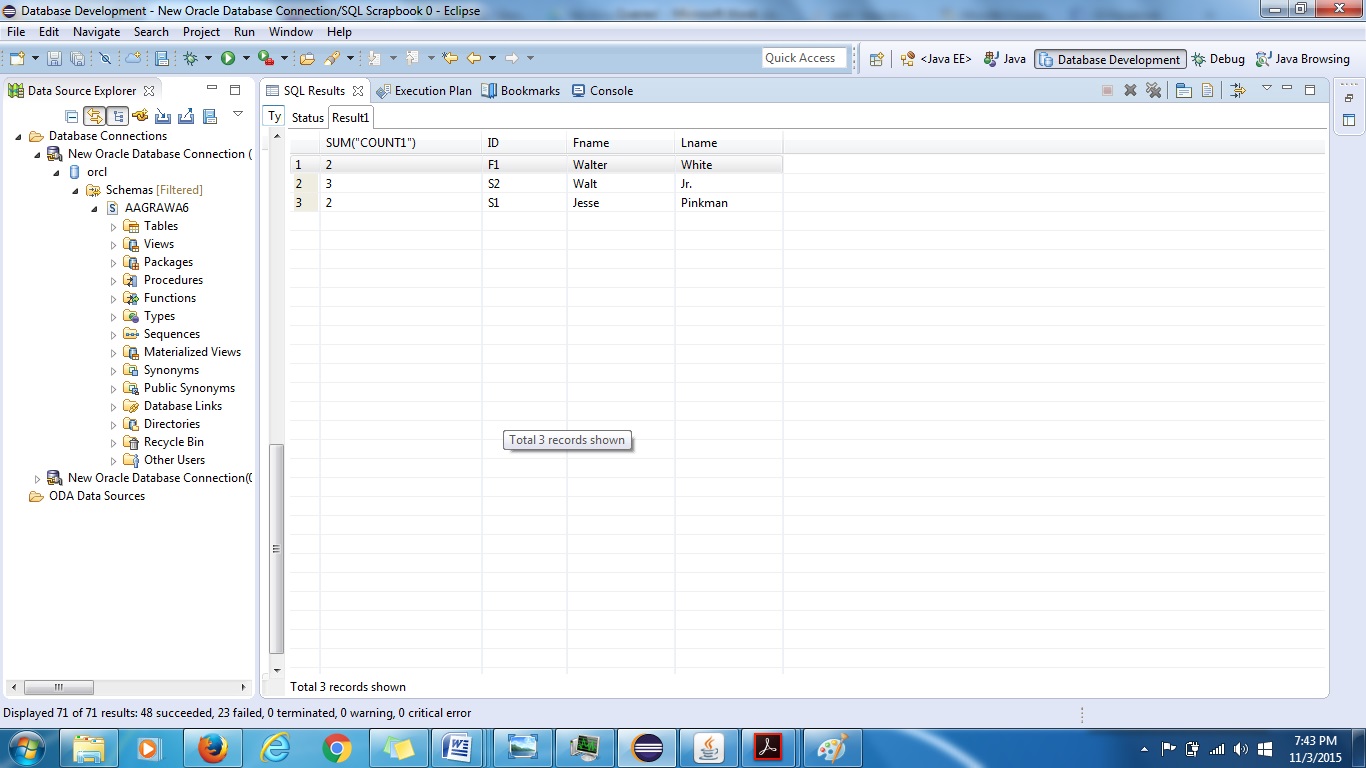 Database Development - New Oracle Database Connection/SQL Scrapbook 0 - Eclipse
File Edit Navigate Search Project Run Window Help
Quick Access
<Java EE> Java Database Development Debug Java Browsing
Data Source Explorer
Database Connections
New Oracle Database Connection (
orcl
Schemas [Filtered]
AAGRAWA6
Tables
Views
Packages
Procedures
Functions
Types
Sequences
Materialized Views
Synonyms
Public Synonyms
Database Links
Directories
Recycle Bin
Other Users
New Oracle Database Connection(
ODA Data Sources
SQL Results Execution Plan Bookmarks Console
Ty Status Result1
SUM("COUNT1") ID Fname Lname
1 2 F1 Walter White
2 3 S2 Walt Jr.
3 2 S1 Jesse Pinkman
Total 3 records shown
Total 3 records shown
Displayed 71 of 71 results: 48 succeeded, 23 failed, 0 terminated, 0 warning, 0 critical error
7:43 PM
11/3/2015